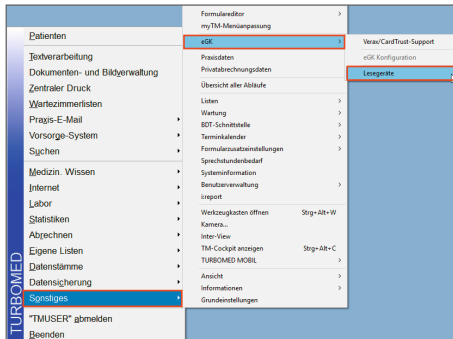 TURBOMED
Patienten
Textverarbeitung
Dokumenten- und Bildverwaltung
Zentraler Druck
Wartezimmerlisten
Praxis-E-Mail
Vorsorge-System
Suchen
Medizin. Wissen
Internet
Labor
Statistiken
Abrechnen
Eigene Listen
Datenstämme
Datensicherung
Sonstiges
"TMUSER" abmelden
Beenden
Formulareditor
myTM-Menüanpassung
eGK
Praxisdaten
Privatabrechnungsdaten
Übersicht aller Abläufe
Listen
Wartung
BDT-Schnittstelle
Terminkalender
Formularzusatzeinstellungen
Sprechstundenbedarf
Systeminformation
Benutzerverwaltung
i:report
Werkzeugkasten öffnen Strg+Alt+W
Kamera...
Inter-View
TM-Cockpit anzeigen Strg+Alt+C
TURBOMED MOBIL
Ansicht
Informationen
Grundeinstellungen
Verax/CardTrust-Support
eGK Konfiguration
Lesegeräte